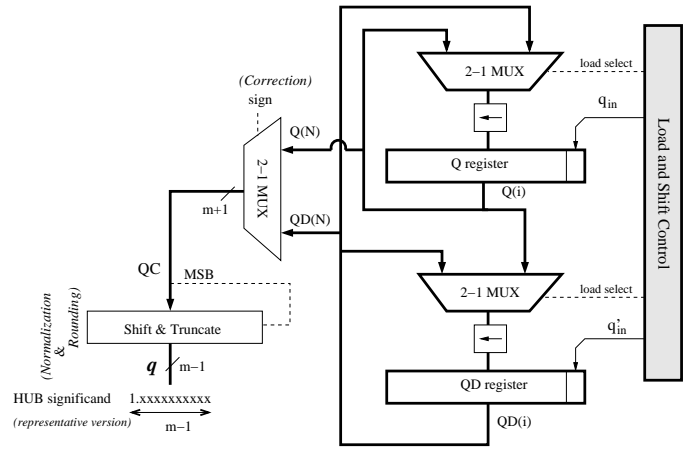 2−1 MUX
load select
q in
Q register
Q(i)
(Correction)
sign
Q(N)
2−1 MUX
m+1
QD(N)
QC
MSB
Load and Shift Control
2−1 MUX
load select
q'in
QD register
QD(i)
(Normalization
&
Rounding)
Shift & Truncate
q
m−1
HUB significand 1.xxxxxxxxxx
(representative version)
m−1